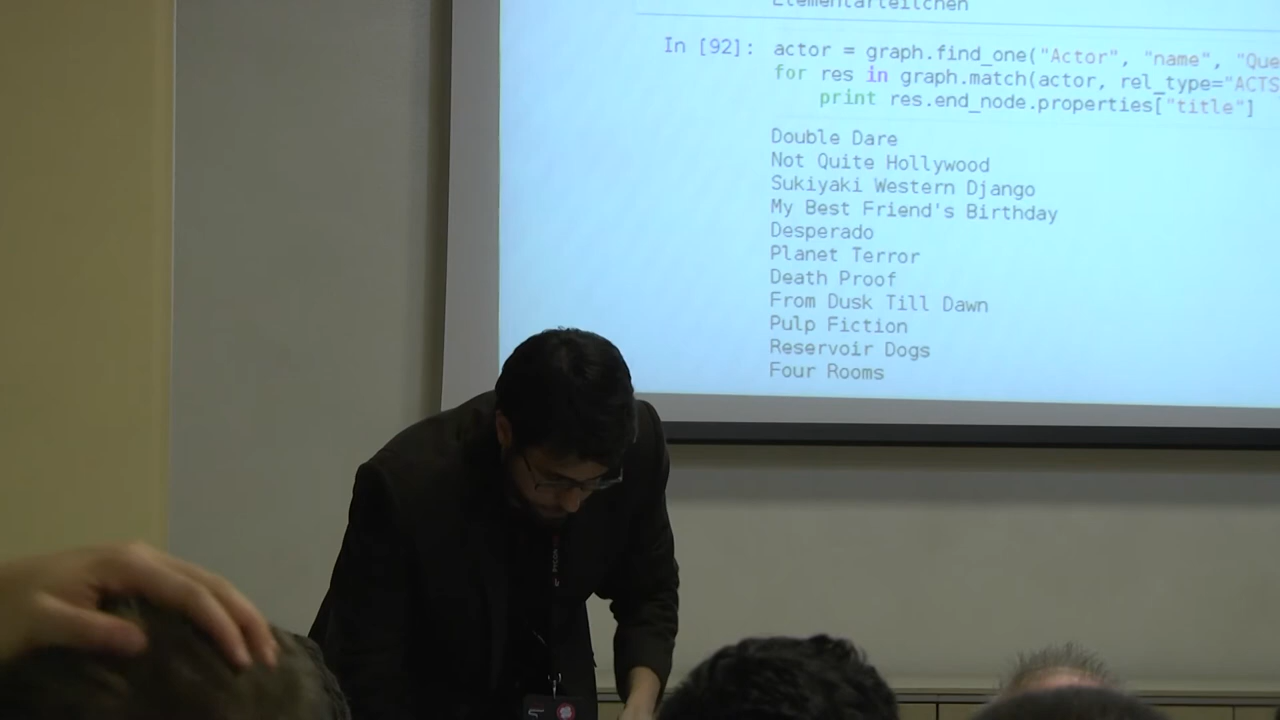 Elementarteilchen
In [92]: actor = graph.find_one("Actor", "name", "Que
for res in graph.match(actor, rel_type="ACTS
print res.end_node.properties["title"]
Double Dare
Not Quite Hollywood
Sukiyaki Western Django
My Best Friend's Birthday
Desperado
Planet Terror
Death Proof
From Dusk Till Dawn
Pulp Fiction
Reservoir Dogs
Four Rooms